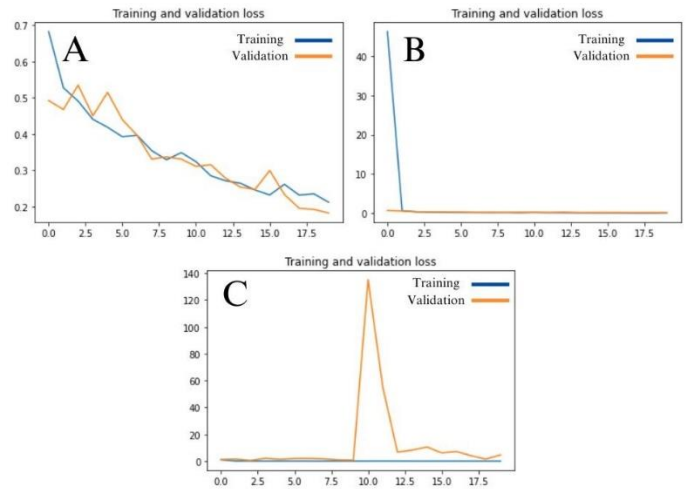 Training and validation loss
A
Training
Validation
0.7
0.6
0.5
0.4
0.3
0.2
0.0 2.5 5.0 7.5 10.0 12.5 15.0 17.5
Training and validation loss
B
Training
Validation
40
30
20
10
0
0.0 2.5 5.0 7.5 10.0 12.5 15.0 17.5
Training and validation loss
C
Training
Validation
140
120
100
80
60
40
20
0
0.0 2.5 5.0 7.5 10.0 12.5 15.0 17.5